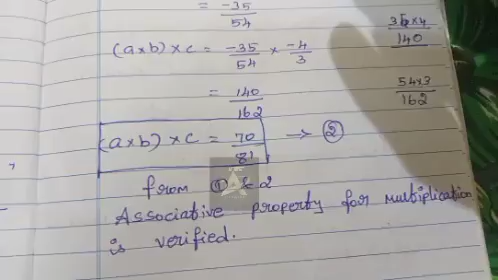 = -35/54
(a×b)×c = -35/54 × -4/3
35×4
140
= 140/162
54×3
162
(a×b)×c = 70/81 → ②
from ① & 2
Associative property for multiplication
is verified.